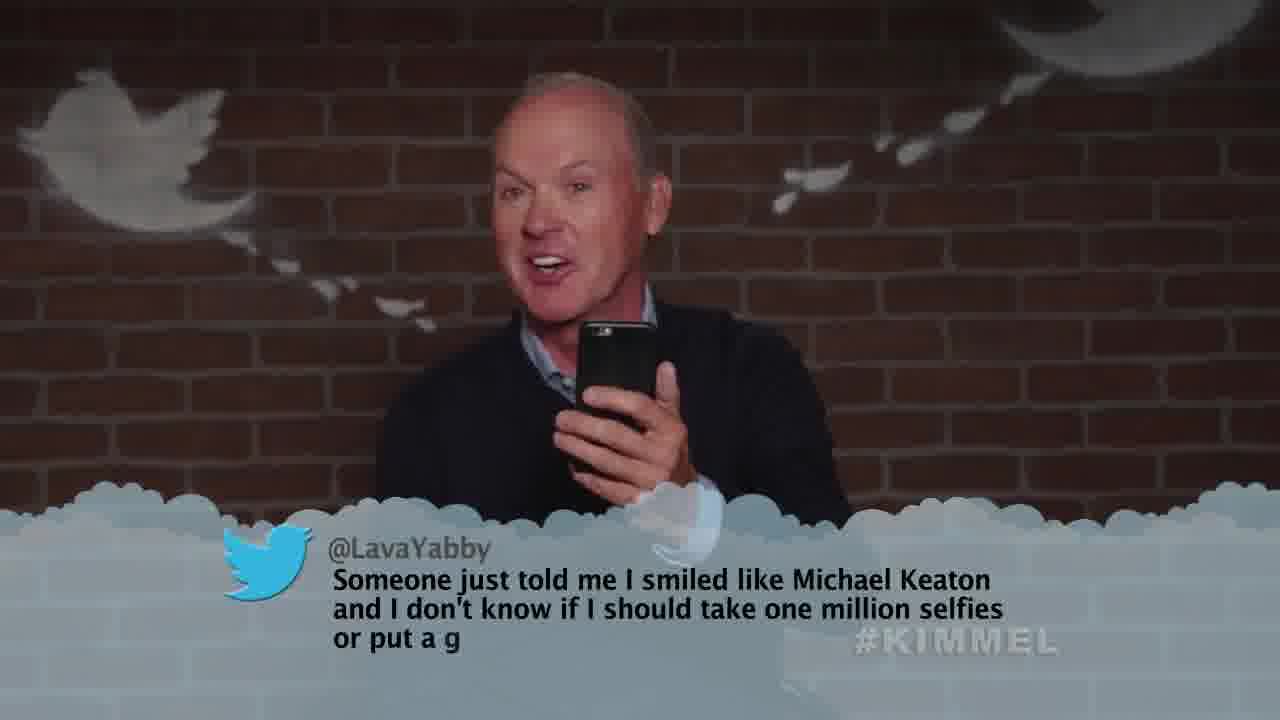 @LavaYabby
Someone just told me I smiled like Michael Keaton
and I don't know if I should take one million selfies
or put a g
#KIMMEL